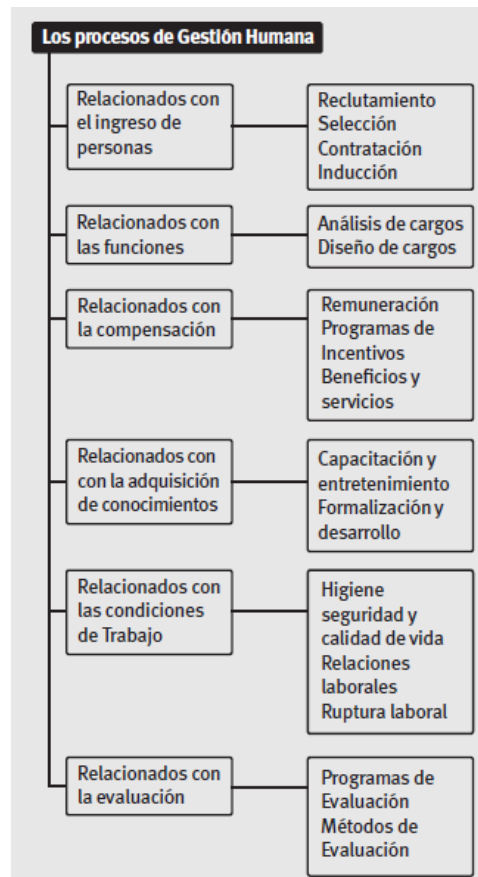 Los procesos de Gestión Humana
Relacionados con
el ingreso de
personas
Reclutamiento
Selección
Contratación
Inducción
Relacionados con
las funciones
Análisis de cargos
Diseño de cargos
Relacionados con
la compensación
Remuneración
Programas de
Incentivos
Beneficios y
servicios
Relacionados con
con la adquisición
de conocimientos
Capacitación y
entretenimiento
Formalización y
desarrollo
Relacionados con
las condiciones
de Trabajo
Higiene
seguridad y
calidad de vida
Relaciones
laborales
Ruptura laboral
Relacionados con
la evaluación
Programas de
Evaluación
Métodos de
Evaluación